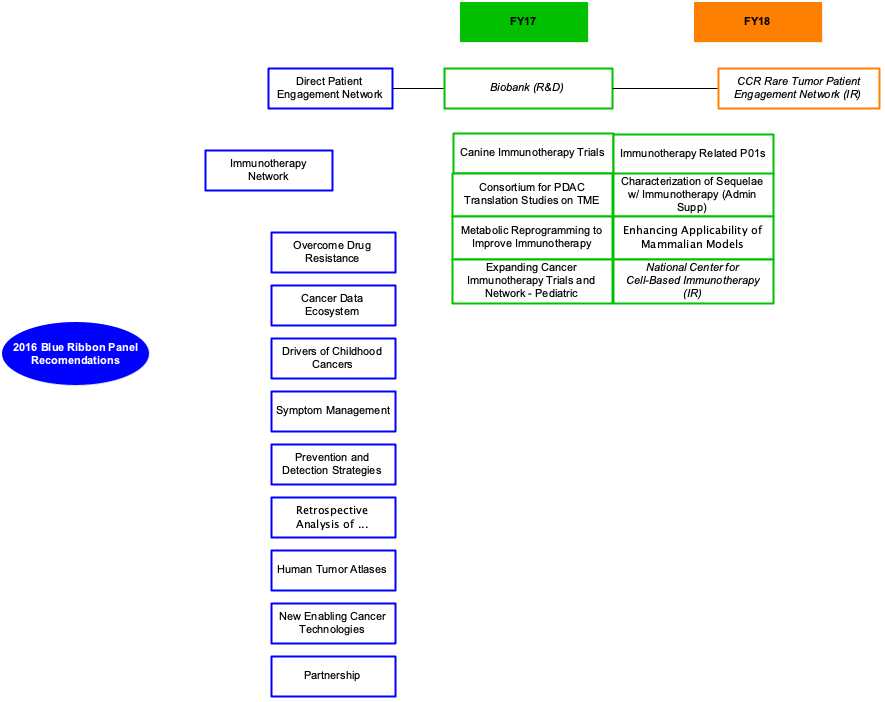 FY17
FY18
Direct Patient
Engagement Network
Biobank (R&D)
CCR Rare Tumor Patient
Engagement Network (IR)
Immunotherapy
Network
Canine Immunotherapy Trials
Immunotherapy Related P01s
Consortium for PDAC
Translation Studies on TME
Characterization of Sequelae
w/ Immunotherapy (Admin
Supp)
Metabolic Reprogramming to
Improve Immunotherapy
Enhancing Applicability of
Mammalian Models
Expanding Cancer
Immunotherapy Trials and
Network - Pediatric
National Center for
Cell-Based Immunotherapy
(IR)
Overcome Drug
Resistance
Cancer Data
Ecosystem
2016 Blue Ribbon Panel
Recomendations
Drivers of Childhood
Cancers
Symptom Management
Prevention and
Detection Strategies
Retrospective
Analysis of ...
Human Tumor Atlases
New Enabling Cancer
Technologies
Partnership